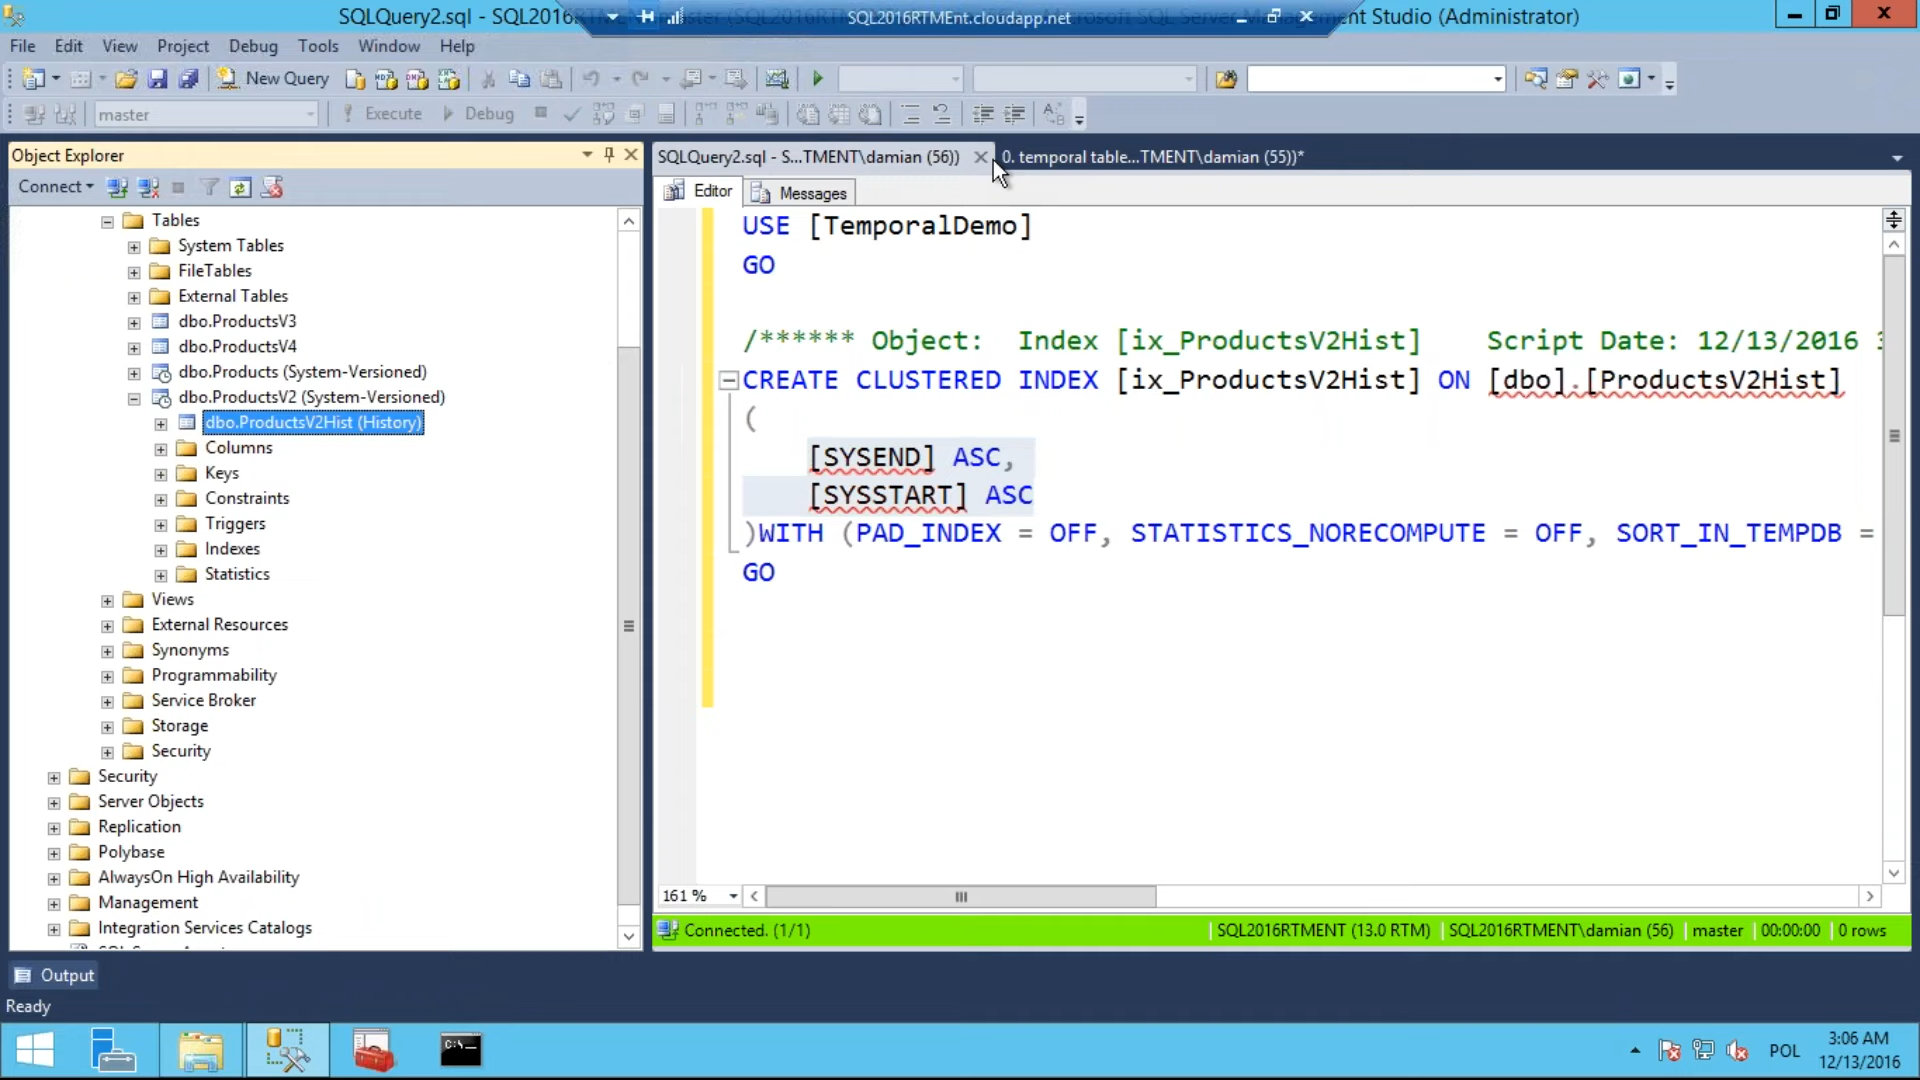 SQLQuery2.sql - SQL2016RTMEnt.cloudapp.net Microsoft SQL Server Management Studio (Administrator)
File Edit View Project Debug Tools Window Help
New Query
master Execute Debug
Object Explorer
SQLQuery2.sql - S...TMENT\damian (56)) 0. temporal table...TMENT\damian (55))*
Connect
Editor Messages
Tables
System Tables
FileTables
External Tables
dbo.ProductsV3
dbo.ProductsV4
dbo.Products (System-Versioned)
dbo.ProductsV2 (System-Versioned)
dbo.ProductsV2Hist (History)
Columns
Keys
Constraints
Triggers
Indexes
Statistics
Views
External Resources
Synonyms
Programmability
Service Broker
Storage
Security
Security
Server Objects
Replication
Polybase
AlwaysOn High Availability
Management
Integration Services Catalogs
USE [TemporalDemo]
GO
/****** Object: Index [ix_ProductsV2Hist] Script Date: 12/13/2016
CREATE CLUSTERED INDEX [ix_ProductsV2Hist] ON [dbo].[ProductsV2Hist]
(
[SYSEND] ASC,
[SYSSTART] ASC
)WITH (PAD_INDEX = OFF, STATISTICS_NORECOMPUTE = OFF, SORT_IN_TEMPDB =
GO
161 %
Connected. (1/1) SQL2016RTMENT (13.0 RTM) SQL2016RTMENT\damian (56) master 00:00:00 0 rows
Output
Ready
C:\
POL
3:06 AM
12/13/2016